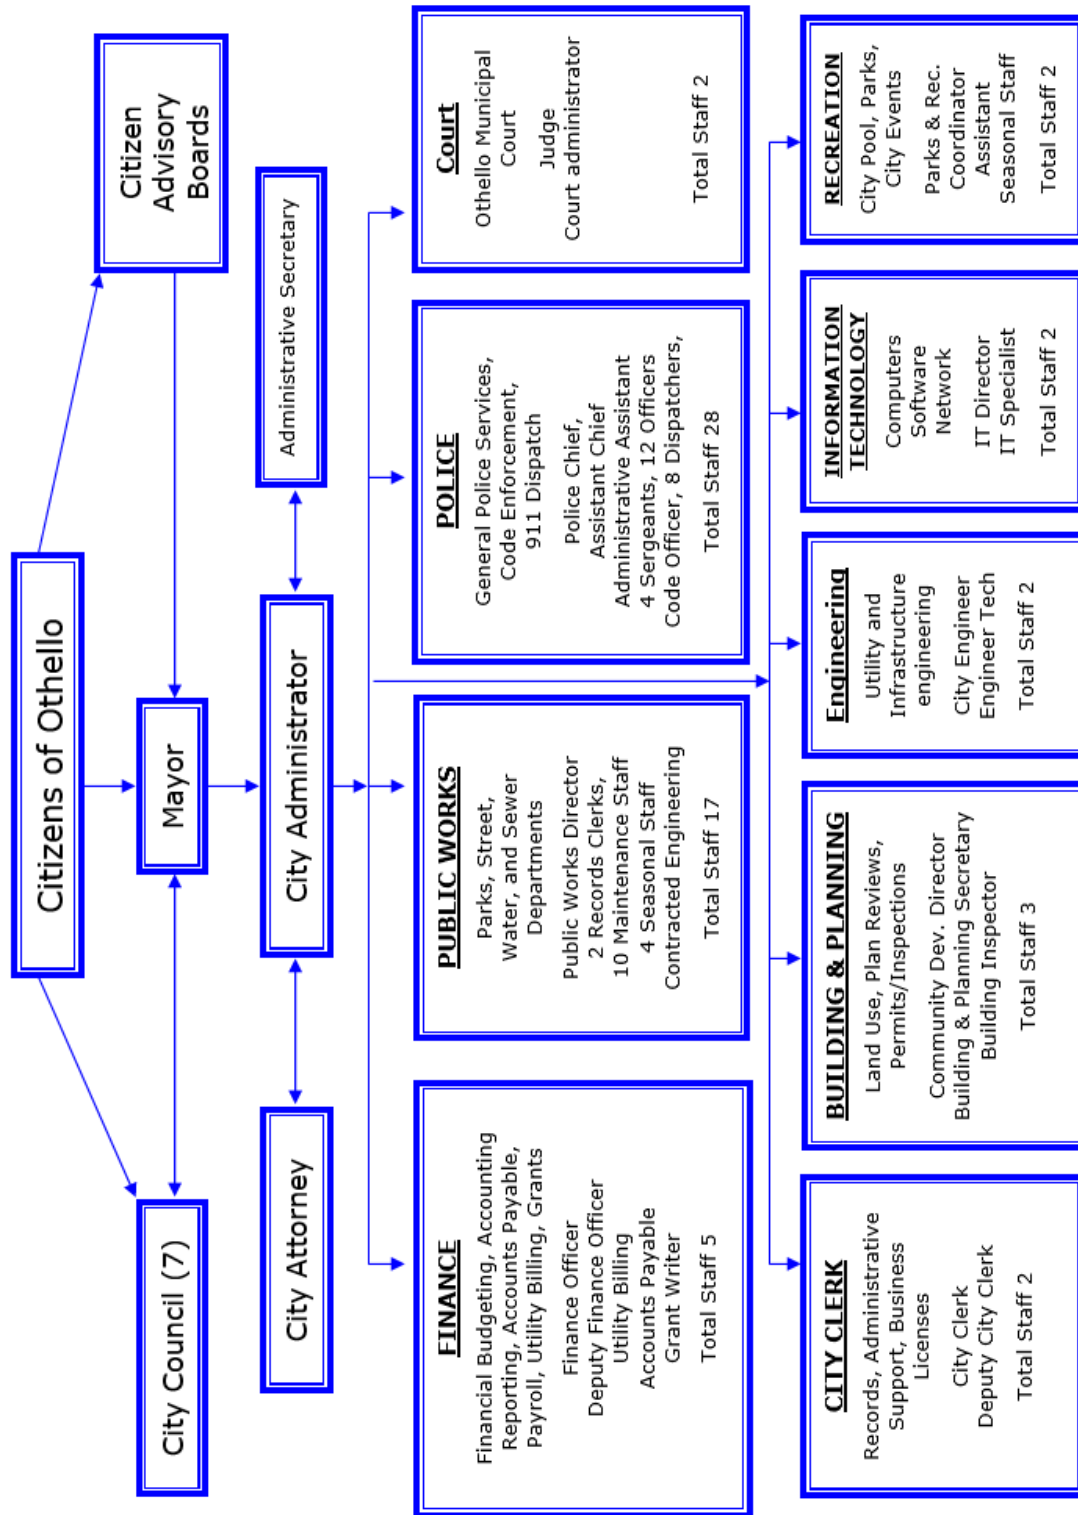 Citizens of Othello
Citizen
Advisory
Boards
City Council (7)
Mayor
City Attorney
City Administrator
Administrative Secretary
FINANCE
Financial Budgeting, Accounting
Reporting, Accounts Payable,
Payroll, Utility Billing, Grants
Finance Officer
Deputy Finance Officer
Utility Billing
Accounts Payable
Grant Writer
Total Staff 5
PUBLIC WORKS
Parks, Street,
Water, and Sewer
Departments
Public Works Director
2 Records Clerks,
10 Maintenance Staff
4 Seasonal Staff
Contracted Engineering
Total Staff 17
POLICE
General Police Services,
Code Enforcement,
911 Dispatch
Police Chief,
Assistant Chief
Administrative Assistant
4 Sergeants, 12 Officers
Code Officer, 8 Dispatchers,
Total Staff 28
Court
Othello Municipal
Court
Judge
Court administrator
Total Staff 2
CITY CLERK
Records, Administrative
Support, Business
Licenses
City Clerk
Deputy City Clerk
Total Staff 2
BUILDING & PLANNING
Land Use, Plan Reviews,
Permits/Inspections
Community Dev. Director
Building & Planning Secretary
Building Inspector
Total Staff 3
Engineering
Utility and
Infrastructure
engineering
City Engineer
Engineer Tech
Total Staff 2
INFORMATION
TECHNOLOGY
Computers
Software
Network
IT Director
IT Specialist
Total Staff 2
RECREATION
City Pool, Parks,
City Events
Parks & Rec.
Coordinator
Assistant
Seasonal Staff
Total Staff 2